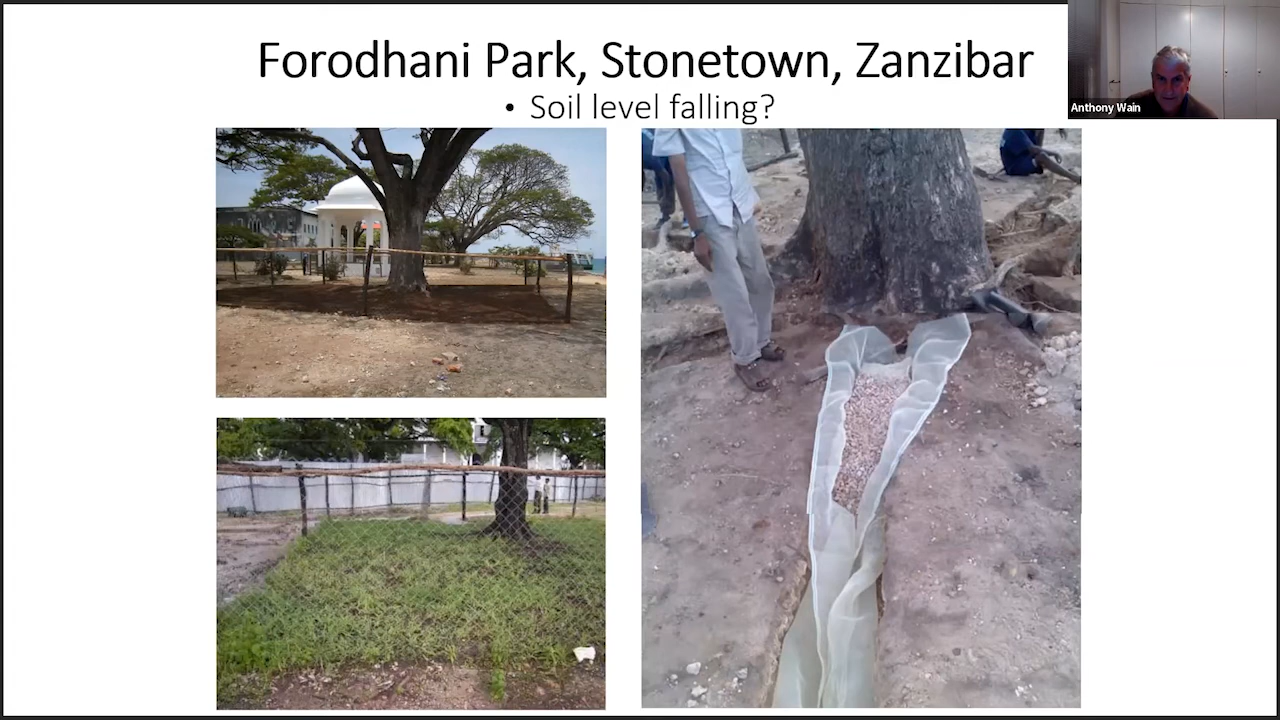 Forodhani Park, Stonetown, Zanzibar
• Soil level falling?
Anthony Wain